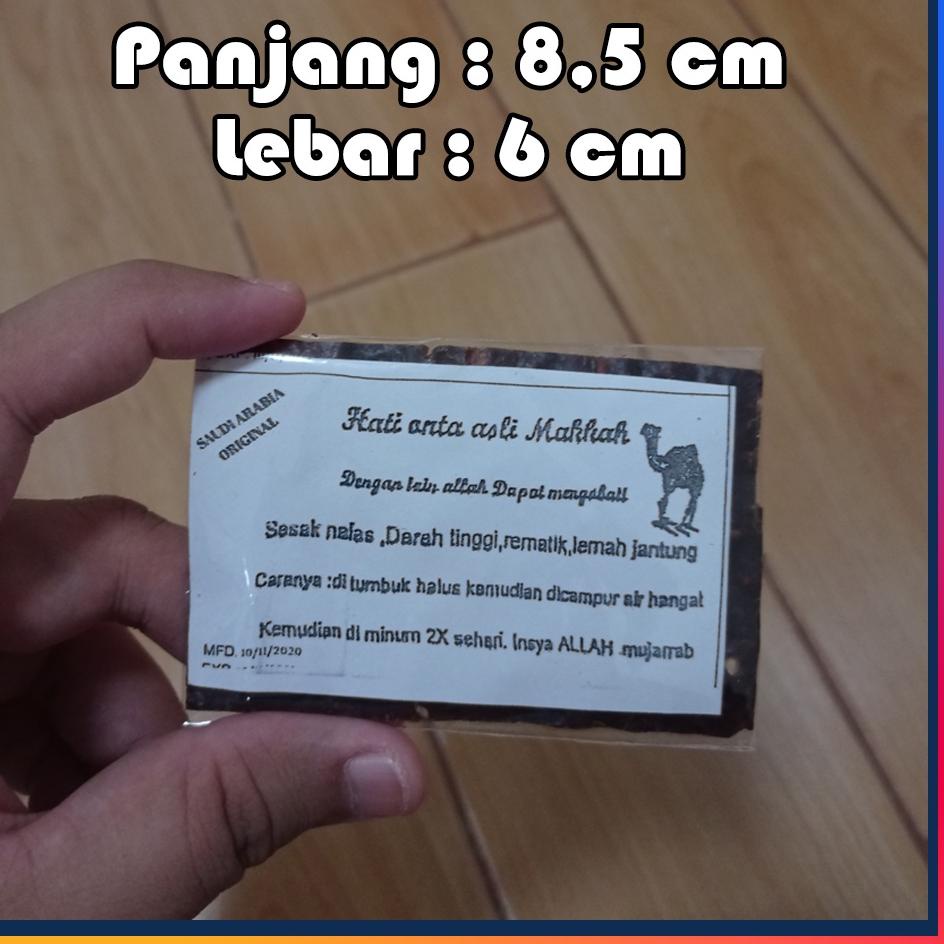 Panjang : 8,5 cm
Lebar : 6 cm
SAUDI ARABIA
ORIGINAL
Hati onta asli Makkah
Dengan Izin allah Dapat mengobati
Sesak nafas ,Darah tinggi,rematik,lemah jantung
Caranya :di tumbuk halus kemudian dicampur air hangat
Kemudian di minum 2X sehari. Insya ALLAH mujarrab
MFD. 10/11/2020